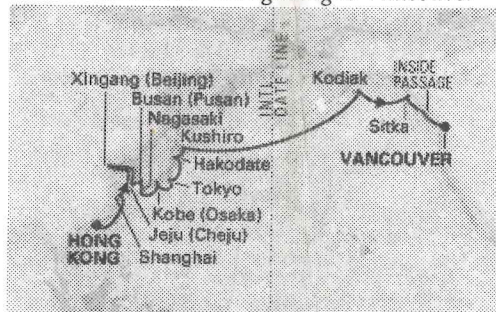 Xingang (Beijing)
Busan (Pusan)
Nagasaki
Kushiro
Hakodate
Tokyo
Kobe (Osaka)
Jeju (Cheju)
Shanghai
HONG
KONG
INTL
DATE LINE
Kodiak
INSIDE
PASSAGE
Sitka
VANCOUVER